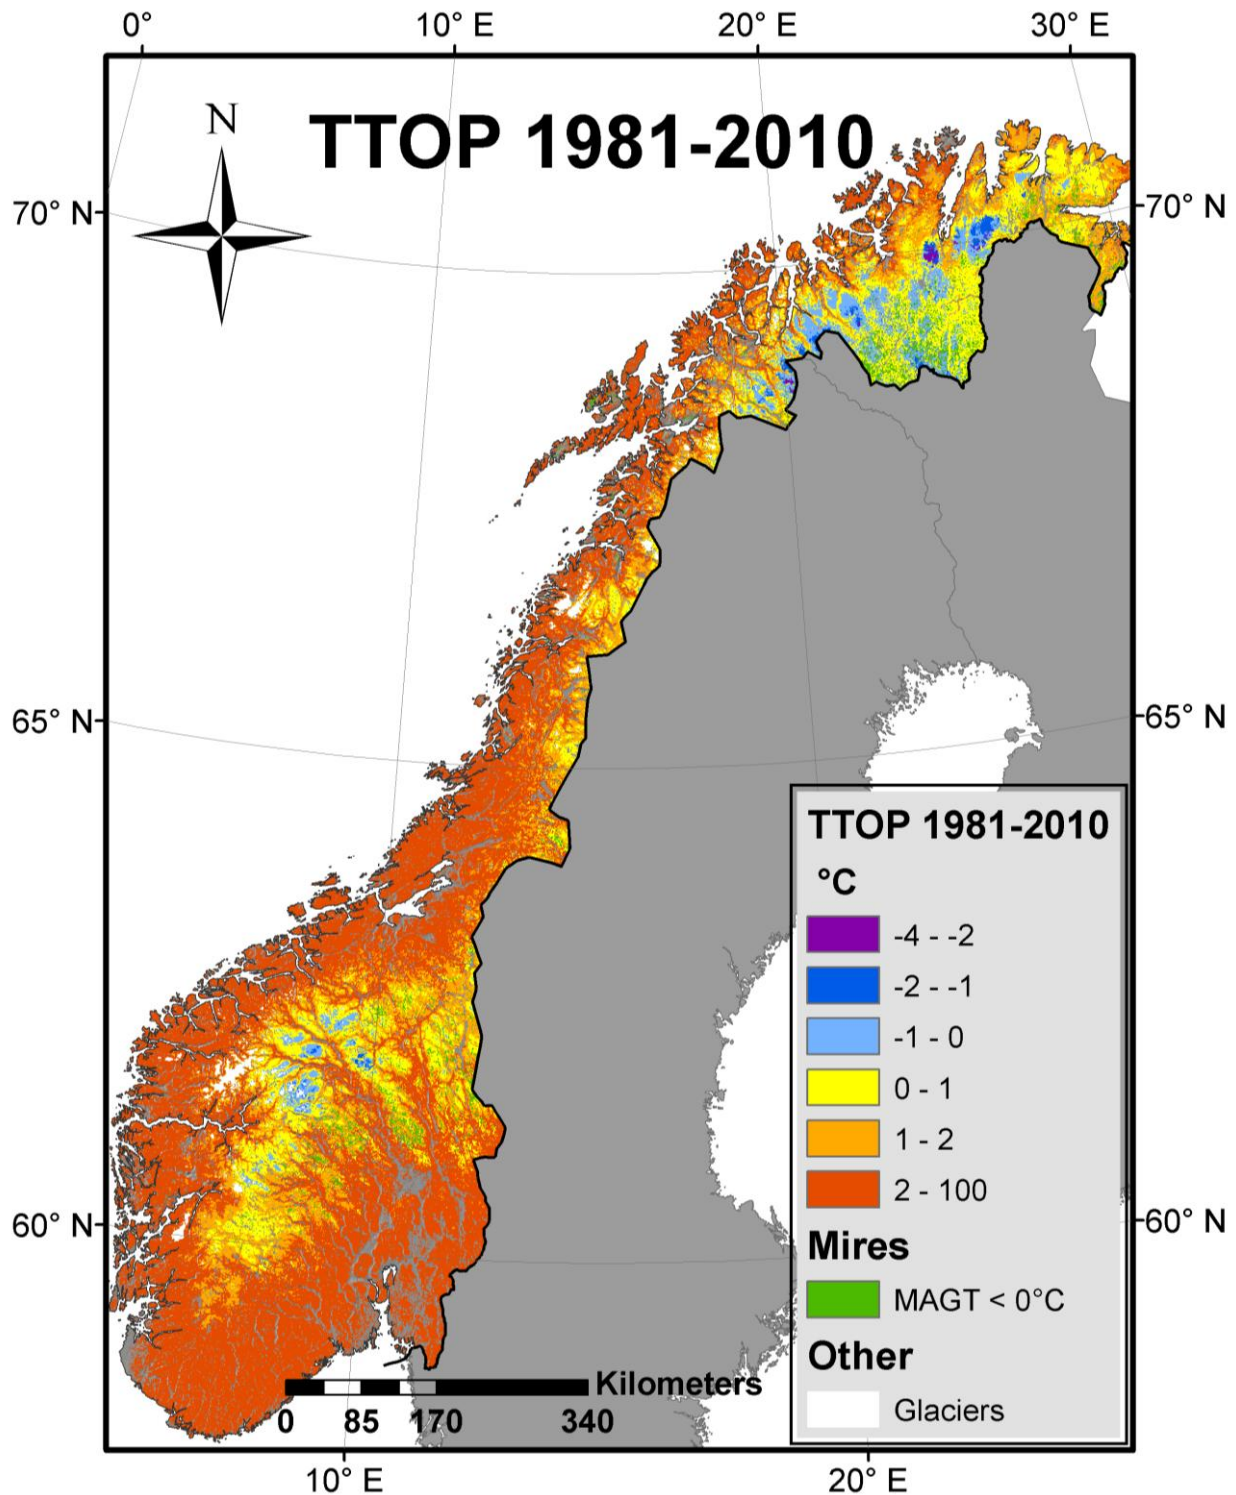 0° 10° E 20° E 30° E
N
TTOP 1981-2010
70° N 70° N
65° N 65° N
TTOP 1981-2010
°C
-4 - -2
-2 - -1
-1 - 0
0 - 1
1 - 2
2 - 100
60° N 60° N
Mires
MAGT < 0°C
Other
Glaciers
Kilometers
0 85 170 340
10° E 20° E